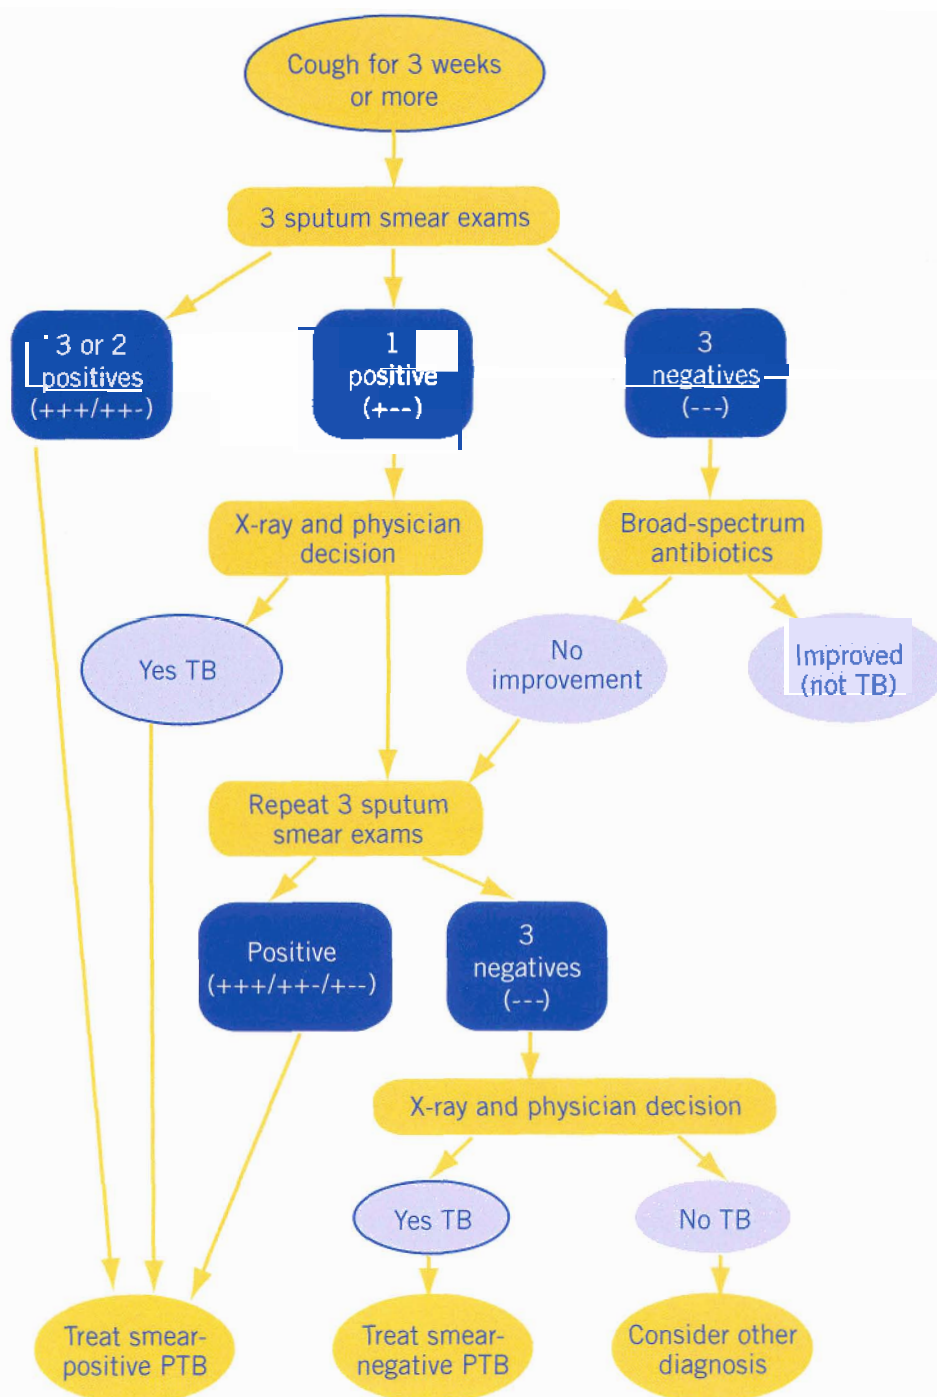 Cough for 3 weeks
or more
3 sputum smear exams
3 or 2
positives
(+++/++-)
1
positive
(+--)
3
negatives
(---)
X-ray and physician
decision
Broad-spectrum
antibiotics
Yes TB
No
improvement
Improved
(not TB)
Repeat 3 sputum
smear exams
Positive
(+++/++-/+--)
3
negatives
(---)
X-ray and physician decision
Yes TB
No TB
Treat smear-
positive PTB
Treat smear-
negative PTB
Consider other
diagnosis